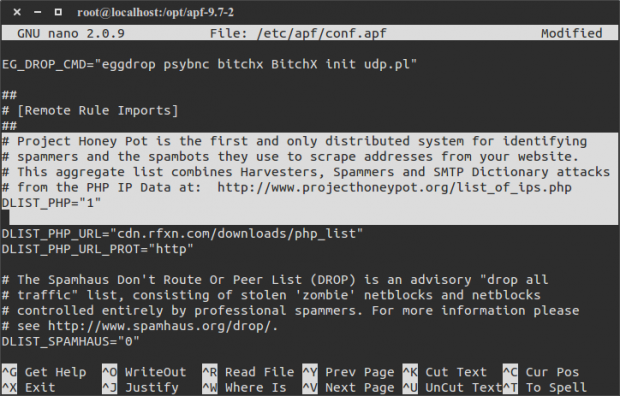 root@localhost:/opt/apf-9.7-2
GNU nano 2.0.9 File: /etc/apf/conf.apf Modified
EG_DROP_CMD="eggdrop psybnc bitchx BitchX init udp.pl"
##
# [Remote Rule Imports]
##
# Project Honey Pot is the first and only distributed system for identifying
# spammers and the spambots they use to scrape addresses from your website.
# This aggregate list combines Harvesters, Spammers and SMTP Dictionary attacks
# from the PHP IP Data at:  http://www.projecthoneypot.org/list_of_ips.php
DLIST_PHP="1"
DLIST_PHP_URL="cdn.rfxn.com/downloads/php_list"
DLIST_PHP_URL_PROT="http"
# The Spamhaus Don't Route Or Peer List (DROP) is an advisory "drop all
# traffic" list, consisting of stolen 'zombie' netblocks and netblocks
# controlled entirely by professional spammers. For more information please
# see http://www.spamhaus.org/drop/.
DLIST_SPAMHAUS="0"
^G Get Help ^O WriteOut ^R Read File ^Y Prev Page ^K Cut Text ^C Cur Pos
^X Exit ^J Justify ^W Where Is ^V Next Page ^U UnCut Text ^T To Spell